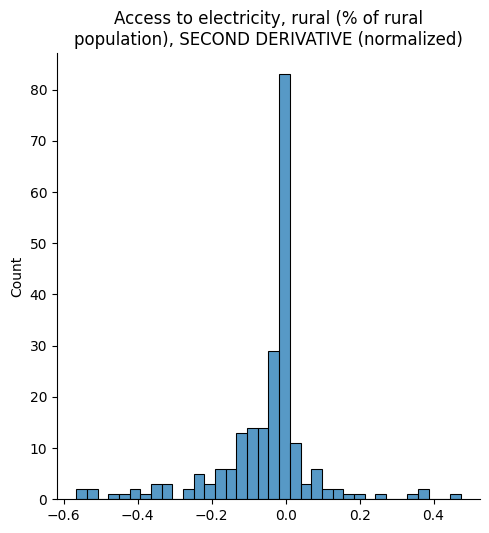 Access to electricity, rural (% of rural
population), SECOND DERIVATIVE (normalized)
80
70
60
50
40
30
20
10
0
Count
−0.6 −0.4 −0.2 0.0 0.2 0.4